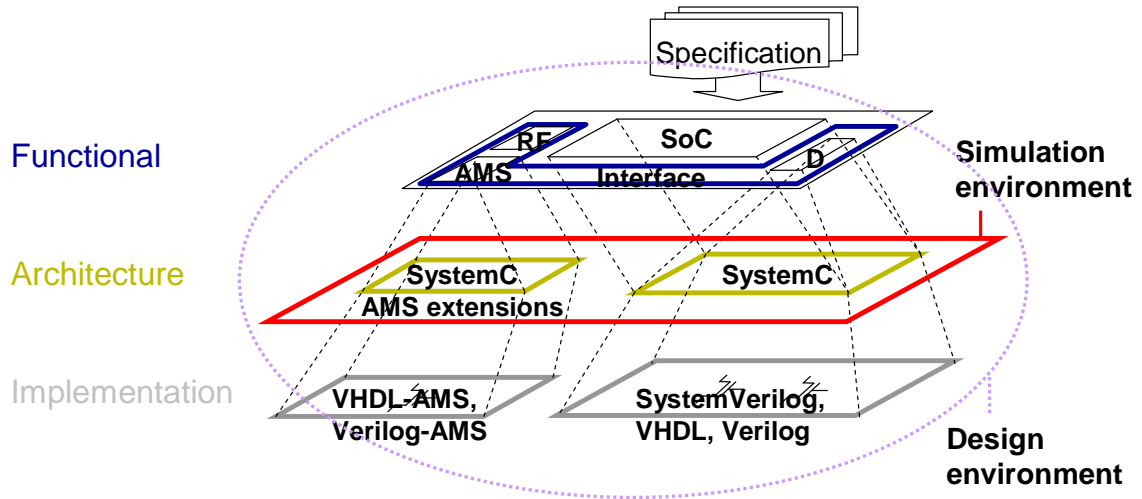 Specification
Functional
RF
SoC
AMS
Interface
D
Simulation
environment
Architecture
SystemC
AMS extensions
SystemC
Implementation
VHDL-AMS,
Verilog-AMS
SystemVerilog,
VHDL, Verilog
Design
environment